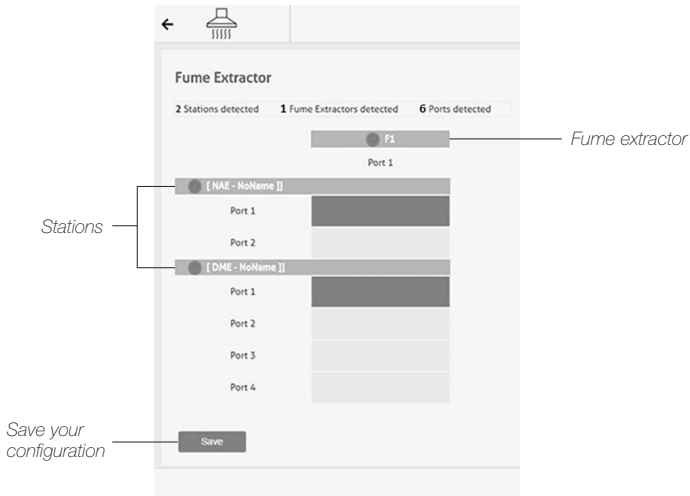 Fume Extractor
2 Stations detected 1 Fume Extractors detected 6 Ports detected
F1
Fume extractor
Port 1
[ NAE - NoName ]]
Port 1
Stations
Port 2
[ DME - NoName ]]
Port 1
Port 2
Port 3
Port 4
Save your
configuration
Save